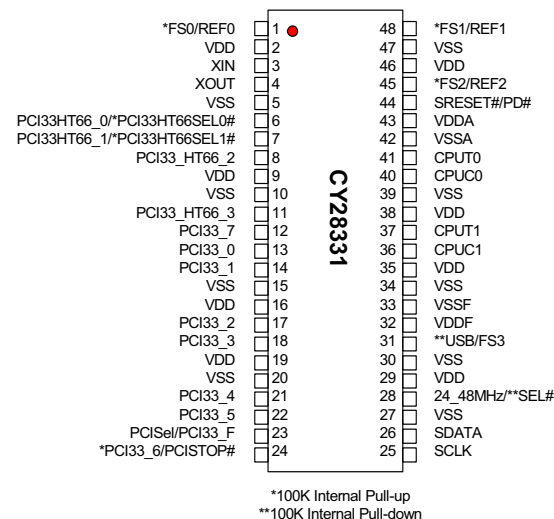 *FS0/REF0 1 48 *FS1/REF1
VDD 2 47 VSS
XIN 3 46 VDD
XOUT 4 45 *FS2/REF2
VSS 5 44 SRESET#/PD#
PCI33HT66_0/*PCI33HT66SEL0# 6 43 VDDA
PCI33HT66_1/*PCI33HT66SEL1# 7 42 VSSA
PCI33_HT66_2 8 41 CPUT0
VDD 9 40 CPUC0
VSS 10 39 VSS
PCI33_HT66_3 11 38 VDD
PCI33_7 12 37 CPUT1
PCI33_0 13 36 CPUC1
PCI33_1 14 35 VDD
VSS 15 34 VSS
VDD 16 33 VSSF
PCI33_2 17 32 VDDF
PCI33_3 18 31 **USB/FS3
VDD 19 30 VSS
VSS 20 29 VDD
PCI33_4 21 28 24_48MHz/**SEL#
PCI33_5 22 27 VSS
PCISel/PCI33_F 23 26 SDATA
*PCI33_6/PCISTOP# 24 25 SCLK
CY28331
*100K Internal Pull-up
**100K Internal Pull-down